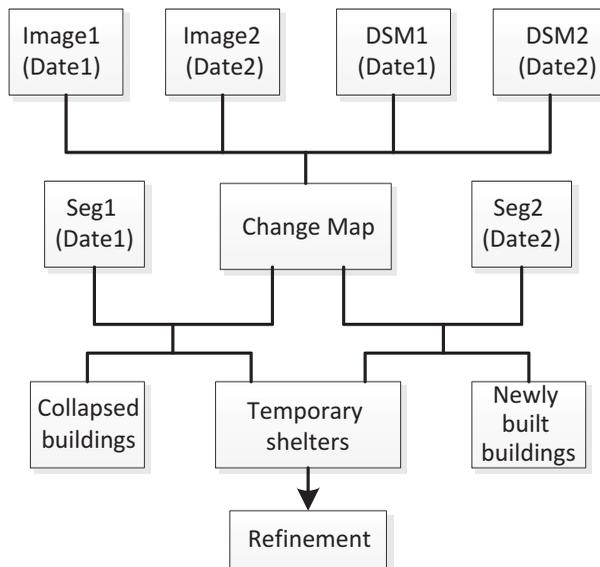 Image1
(Date1)
Image2
(Date2)
DSM1
(Date1)
DSM2
(Date2)
Seg1
(Date1)
Change Map
Seg2
(Date2)
Collapsed
buildings
Temporary
shelters
Newly
built
buildings
Refinement